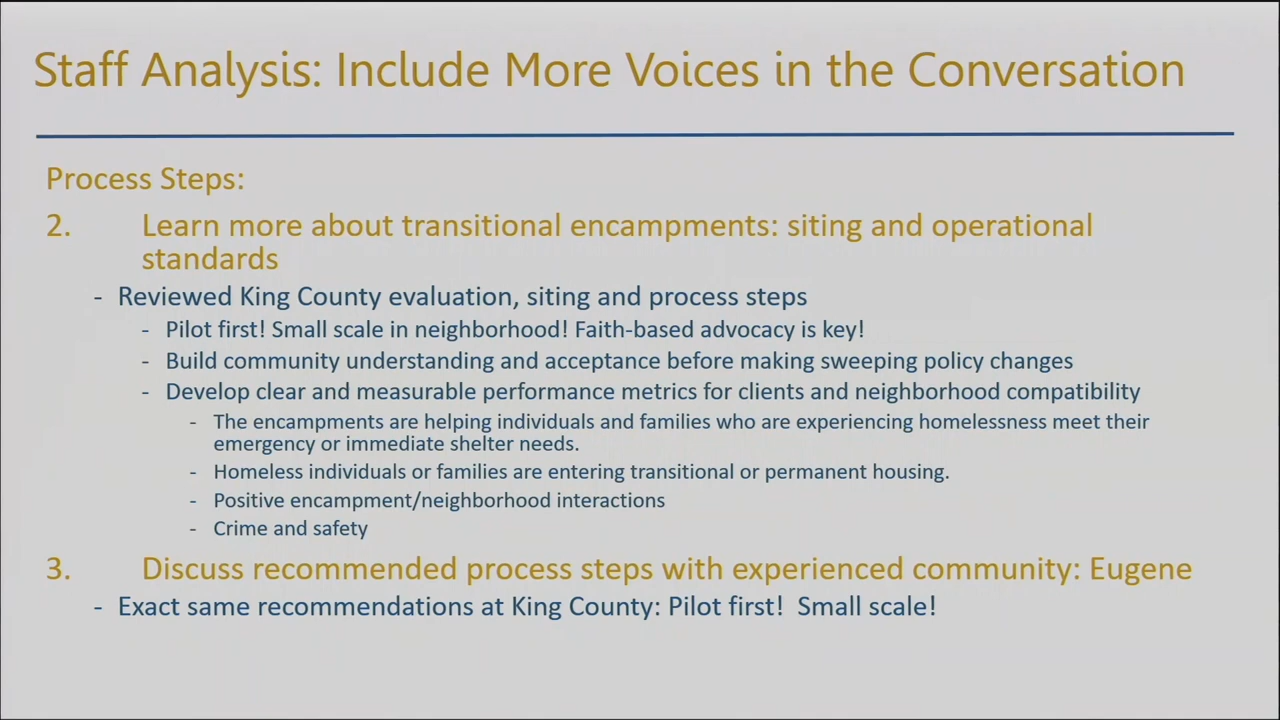 Staff Analysis: Include More Voices in the Conversation
Process Steps:
2. Learn more about transitional encampments: siting and operational
standards
- Reviewed King County evaluation, siting and process steps
- Pilot first! Small scale in neighborhood! Faith-based advocacy is key!
- Build community understanding and acceptance before making sweeping policy changes
- Develop clear and measurable performance metrics for clients and neighborhood compatibility
- The encampments are helping individuals and families who are experiencing homelessness meet their
emergency or immediate shelter needs.
- Homeless individuals or families are entering transitional or permanent housing.
- Positive encampment/neighborhood interactions
- Crime and safety
3. Discuss recommended process steps with experienced community: Eugene
- Exact same recommendations at King County: Pilot first!  Small scale!